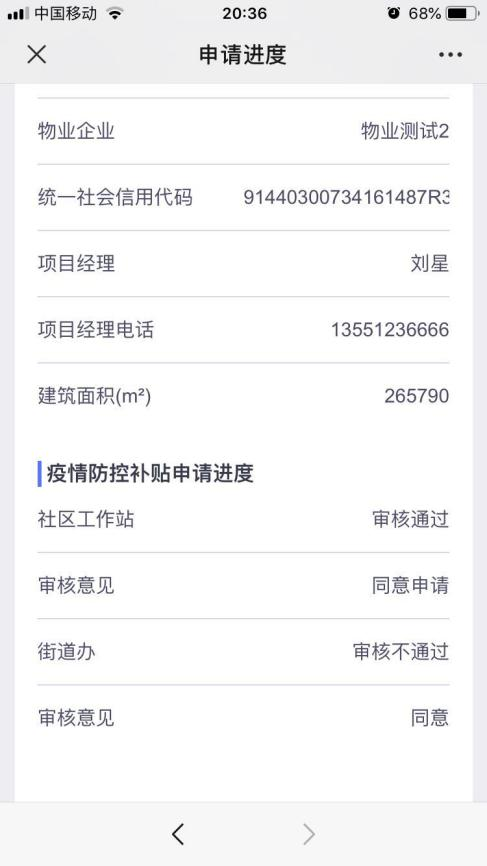 中国移动 20:36 68%
申请进度
物业企业 物业测试2
统一社会信用代码 91440300734161487R3
项目经理 刘星
项目经理电话 13551236666
建筑面积(m²) 265790
疫情防控补贴申请进度
社区工作站 审核通过
审核意见 同意申请
街道办 审核不通过
审核意见 同意